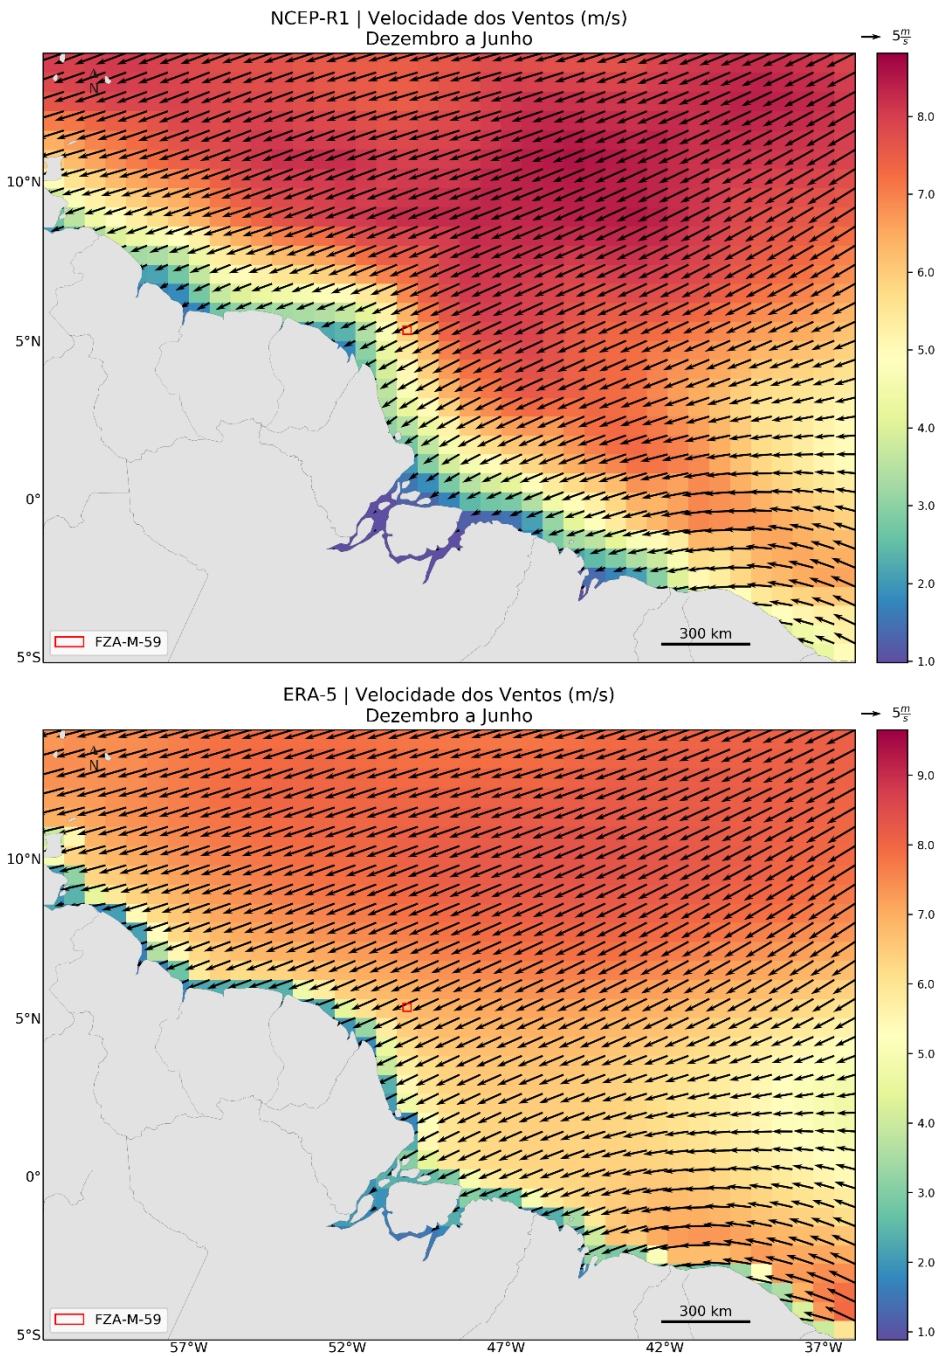 NCEP-R1 | Velocidade dos Ventos (m/s)
Dezembro a Junho
5 m/s
N
8.0
10°N
7.0
6.0
5°N
5.0
4.0
0°
3.0
2.0
FZA-M-59
300 km
5°S
1.0
ERA-5 | Velocidade dos Ventos (m/s)
Dezembro a Junho
5 m/s
N
9.0
10°N
8.0
7.0
6.0
5°N
5.0
4.0
0°
3.0
2.0
FZA-M-59
300 km
5°S
1.0
57°W 52°W 47°W 42°W 37°W